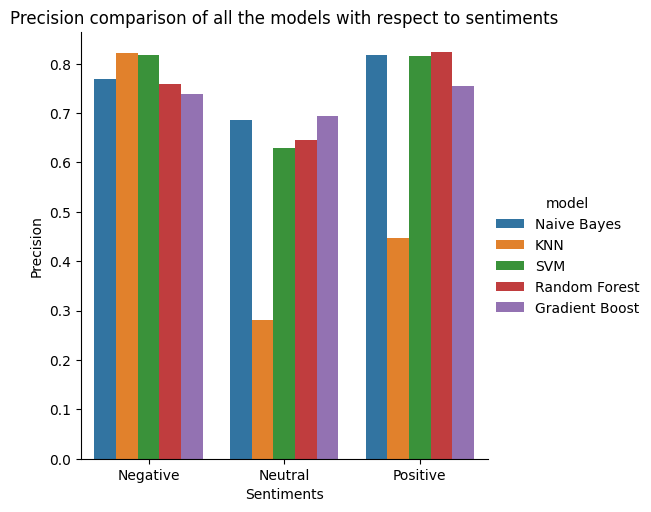 Precision comparison of all the models with respect to sentiments
0.8
0.7
0.6
0.5
0.4
0.3
0.2
0.1
0.0
Precision
Negative
Neutral
Positive
Sentiments
model
Naive Bayes
KNN
SVM
Random Forest
Gradient Boost